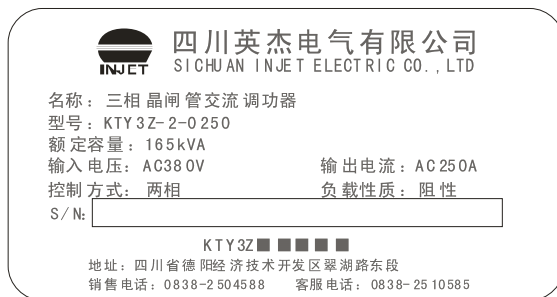 四川英杰电气有限公司
INJET SICHUAN INJET ELECTRIC CO., LTD
名称：三相晶闸管交流调功器
型号：KTY3Z-2-0250
额定容量：165kVA
输入电压：AC380V 输出电流：AC250A
控制方式：两相 负载性质：阻性
S/N:
KTY3Z■■■■■
地址：四川省德阳经济技术开发区翠湖路东段
销售电话：0838-2504588 客服电话：0838-2510585